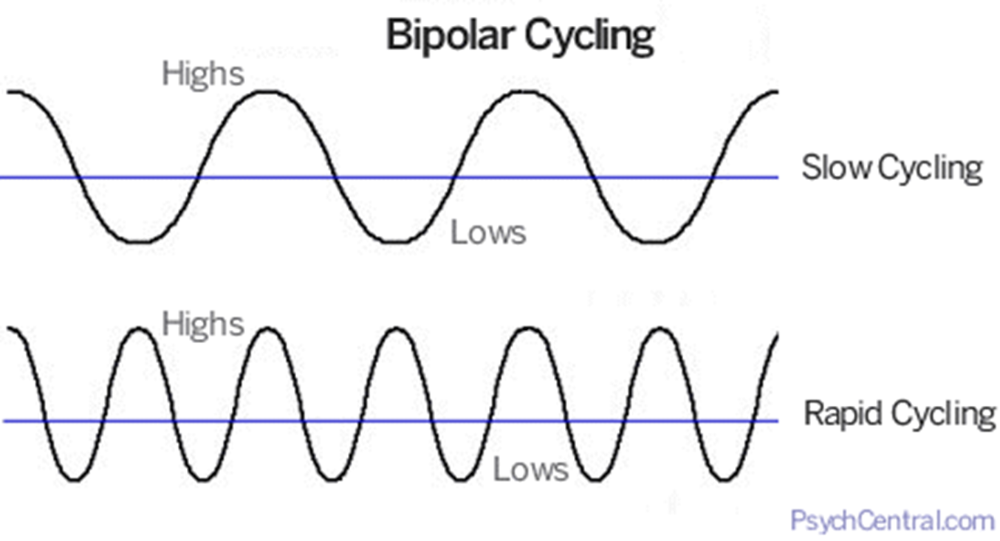 Bipolar Cycling
Highs
Slow Cycling
Lows
Highs
Rapid Cycling
Lows
PsychCentral.com